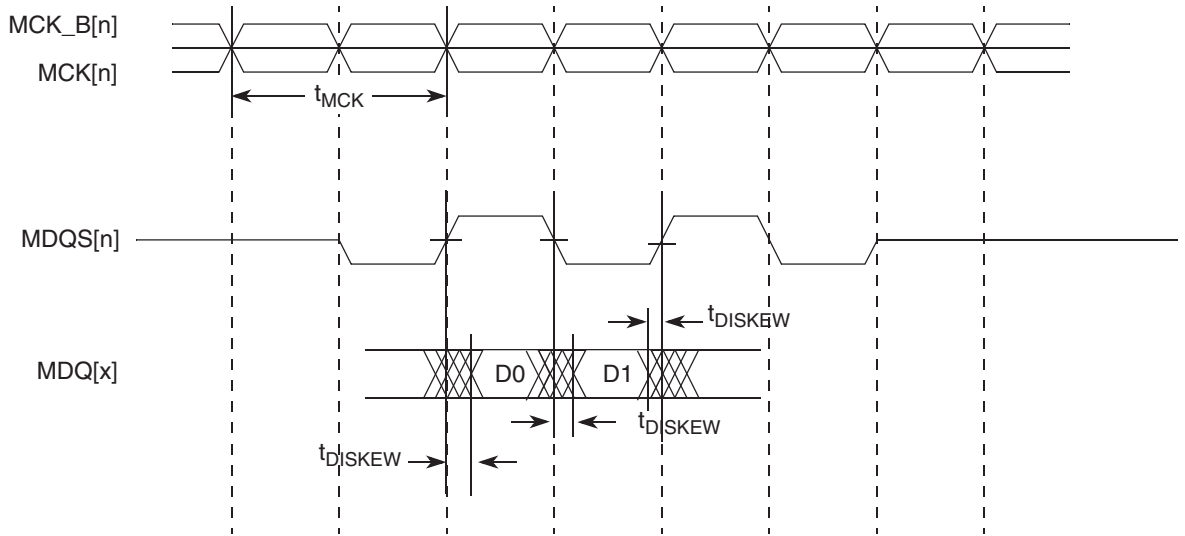 MCK_B[n]
MCK[n]
tMCK
MDQS[n]
tDISKEW
MDQ[x]
D0
D1
tDISKEW
tDISKEW